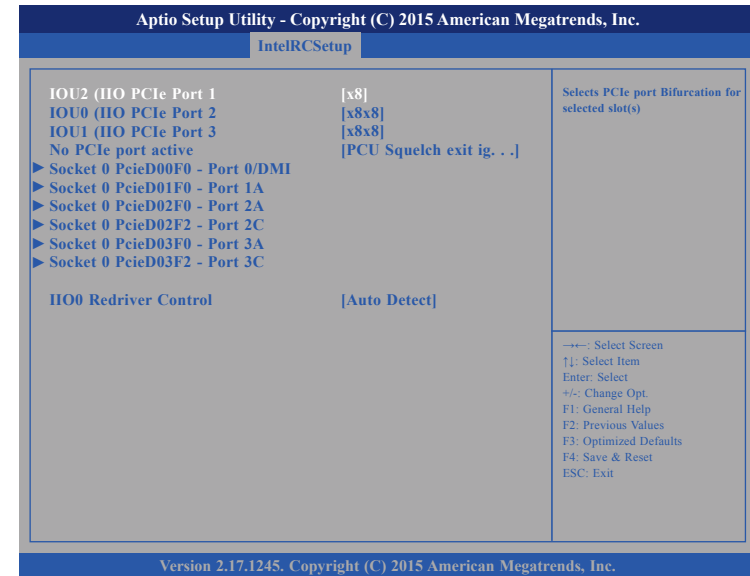 Aptio Setup Utility - Copyright (C) 2015 American Megatrends, Inc.
IntelRCSetup
IOU2 (IIO PCIe Port 1 [x8]
IOU0 (IIO PCIe Port 2 [x8x8]
IOU1 (IIO PCIe Port 3 [x8x8]
No PCIe port active [PCU Squelch exit ig. . .]
▶ Socket 0 PcieD00F0 - Port 0/DMI
▶ Socket 0 PcieD01F0 - Port 1A
▶ Socket 0 PcieD02F0 - Port 2A
▶ Socket 0 PcieD02F2 - Port 2C
▶ Socket 0 PcieD03F0 - Port 3A
▶ Socket 0 PcieD03F2 - Port 3C
IIO0 Redriver Control [Auto Detect]
Selects PCIe port Bifurcation for
selected slot(s)
→←: Select Screen
↑↓: Select Item
Enter: Select
+/-: Change Opt.
F1: General Help
F2: Previous Values
F3: Optimized Defaults
F4: Save & Reset
ESC: Exit
Version 2.17.1245. Copyright (C) 2015 American Megatrends, Inc.